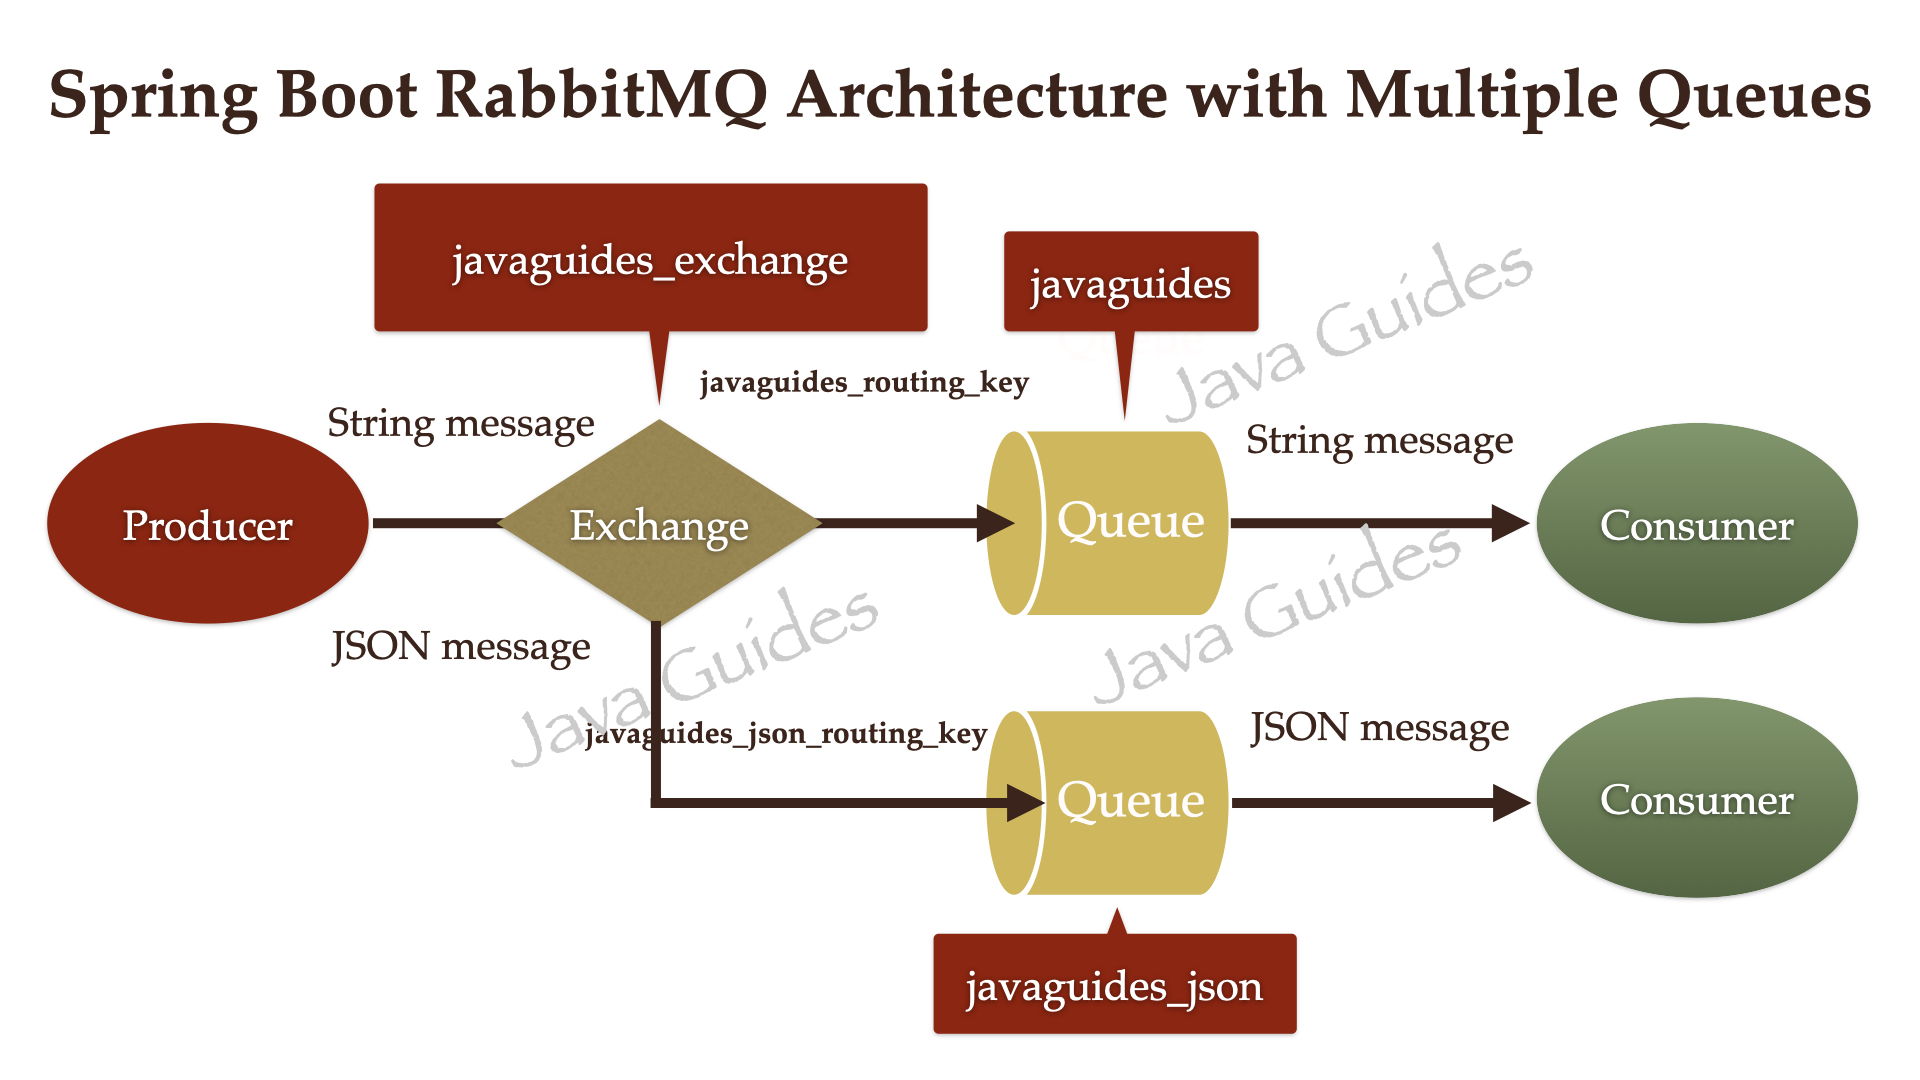 Spring Boot RabbitMQ Architecture with Multiple Queues
javaguides_exchange
javaguides
Java Guides
javaguides_routing_key
String message
String message
Producer
Exchange
Queue
Consumer
Java Guides
Java Guides
JSON message
javaguides_json_routing_key
JSON message
Queue
Consumer
javaguides_json